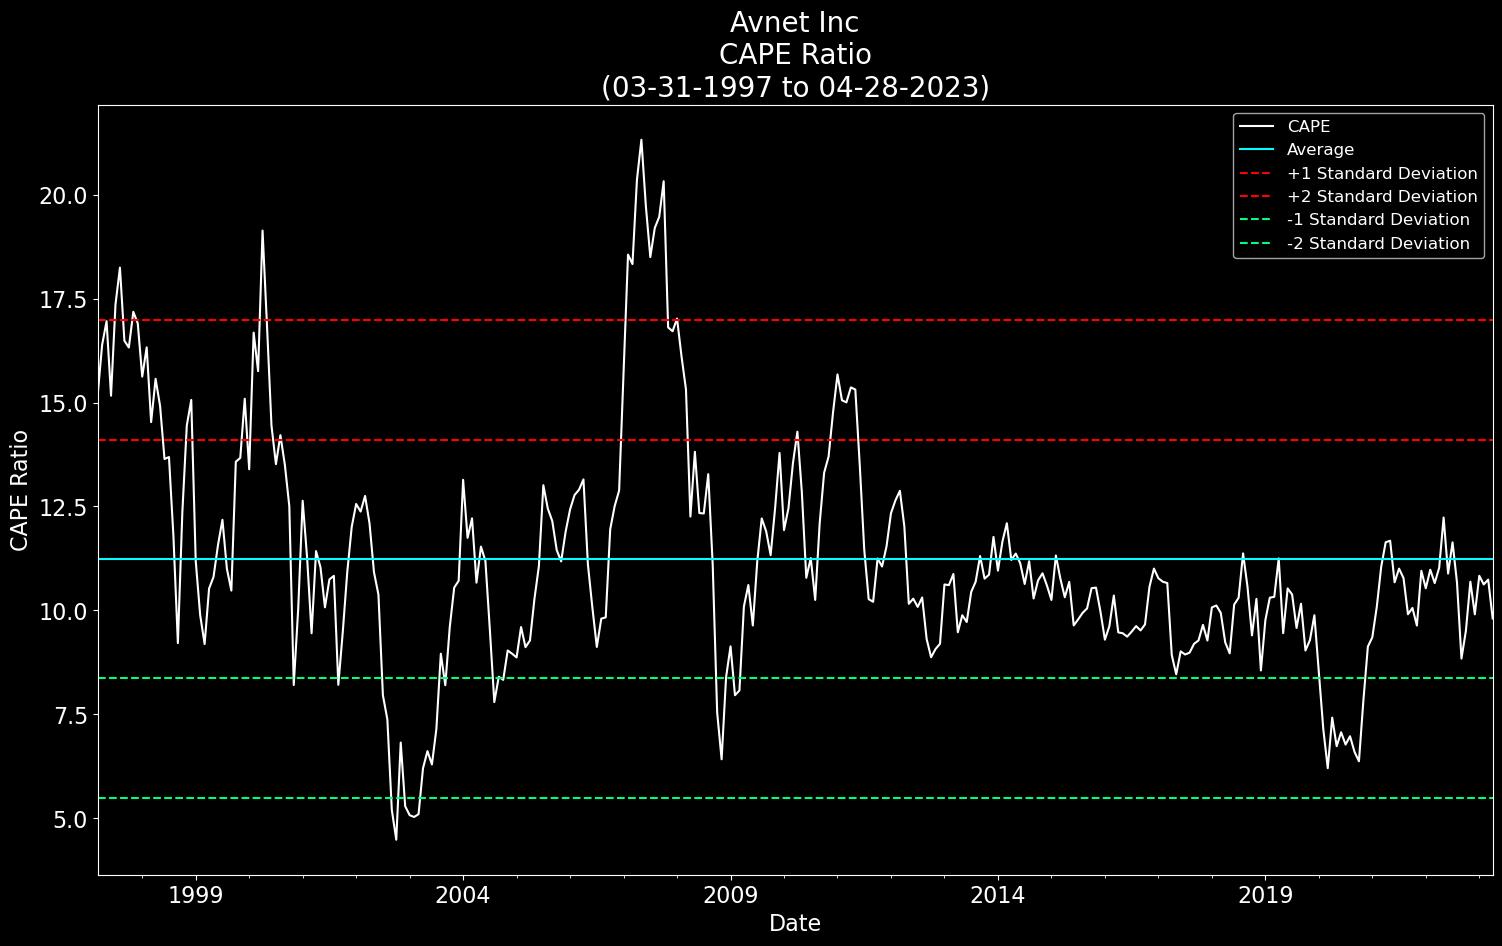 Avnet Inc
CAPE Ratio
(03-31-1997 to 04-28-2023)
CAPE
Average
+1 Standard Deviation
+2 Standard Deviation
-1 Standard Deviation
-2 Standard Deviation
20.0
17.5
15.0
12.5
10.0
7.5
5.0
CAPE Ratio
1999 2004 2009 2014 2019
Date